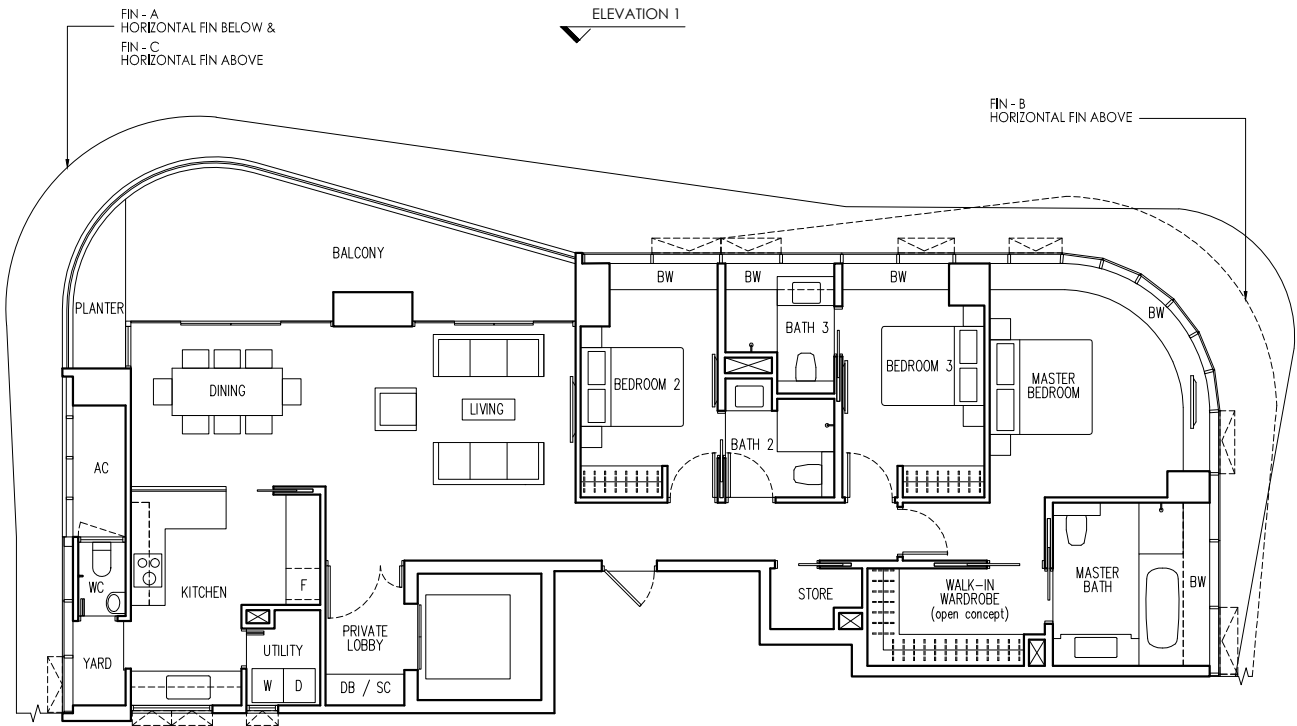 FIN - A
HORIZONTAL FIN BELOW &
FIN - C
HORIZONTAL FIN ABOVE
ELEVATION 1
FIN - B
HORIZONTAL FIN ABOVE
BALCONY
PLANTER
BW
BW
BW
BW
BATH 3
DINING
LIVING
BEDROOM 2
BEDROOM 3
MASTER
BEDROOM
BATH 2
AC
WC
KITCHEN
F
STORE
WALK-IN
WARDROBE
(open concept)
MASTER
BATH
BW
PRIVATE
LOBBY
UTILITY
YARD
W
D
DB / SC